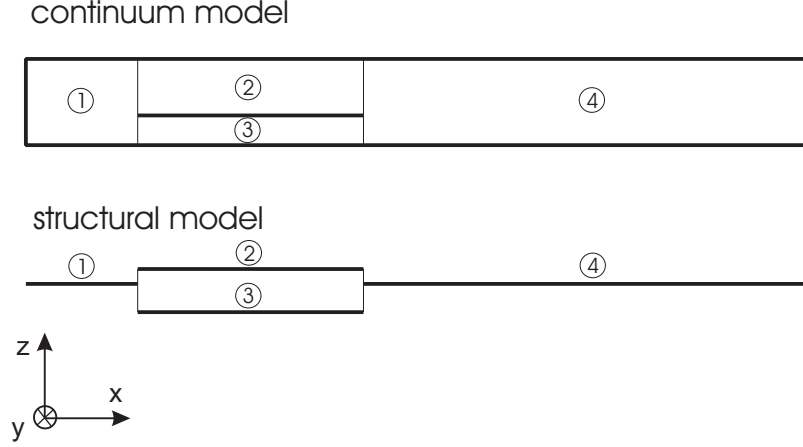 continuum model
① ② ④
③
structural model
① ② ④
③
z
x
y